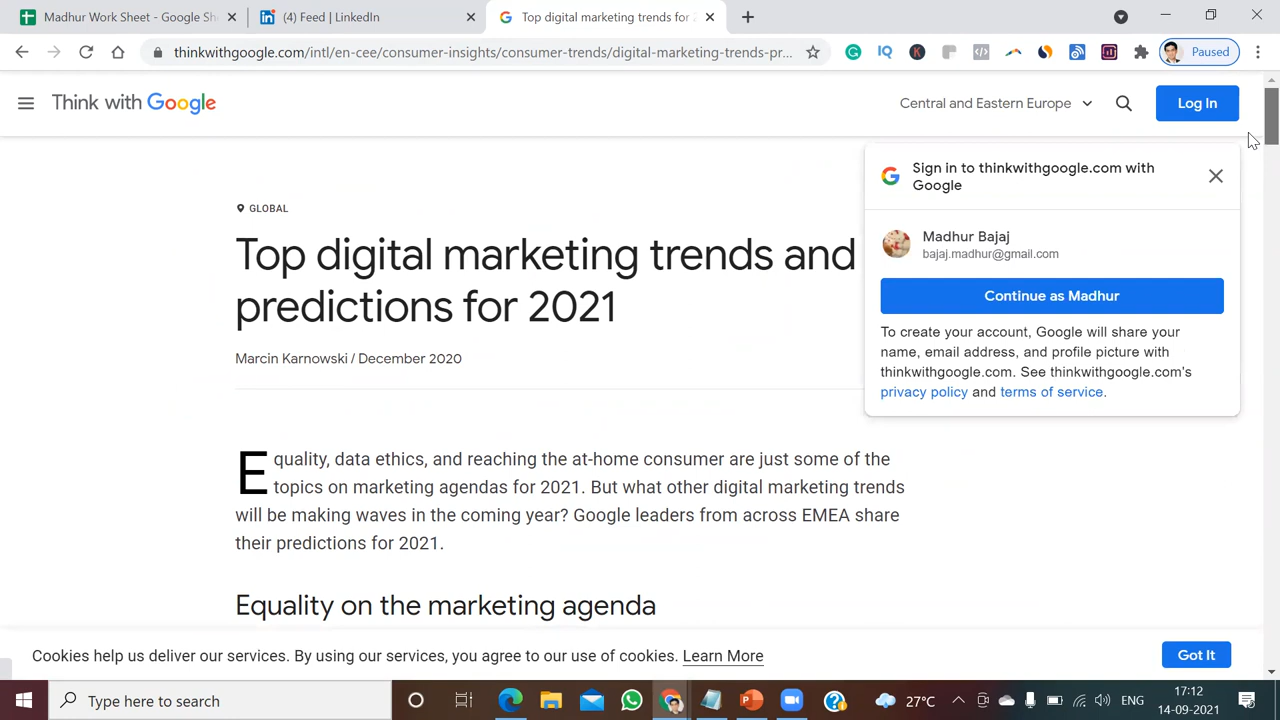 Madhur Work Sheet - Google She
(4) Feed | LinkedIn
Top digital marketing trends for 2
thinkwithgoogle.com/intl/en-cee/consumer-insights/consumer-trends/digital-marketing-trends-pr...
Paused
Think with Google
Central and Eastern Europe
Log In
Sign in to thinkwithgoogle.com with
Google
Madhur Bajaj
bajaj.madhur@gmail.com
Continue as Madhur
To create your account, Google will share your
name, email address, and profile picture with
thinkwithgoogle.com. See thinkwithgoogle.com's
privacy policy and terms of service.
GLOBAL
Top digital marketing trends and
predictions for 2021
Marcin Karnowski / December 2020
Equality, data ethics, and reaching the at-home consumer are just some of the
topics on marketing agendas for 2021. But what other digital marketing trends
will be making waves in the coming year? Google leaders from across EMEA share
their predictions for 2021.
Equality on the marketing agenda
Cookies help us deliver our services. By using our services, you agree to our use of cookies. Learn More
Got It
Type here to search
27°C
ENG
17:12
14-09-2021